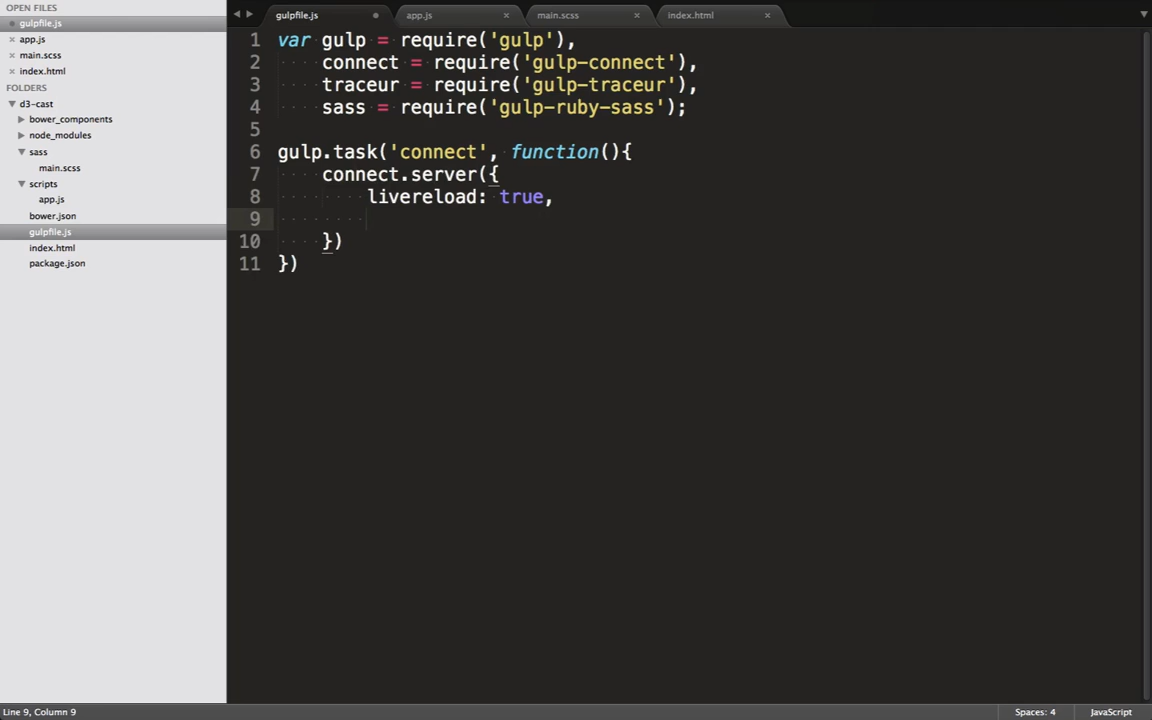 OPEN FILES
gulpfile.js
app.js
main.scss
index.html
FOLDERS
d3-cast
bower_components
node_modules
sass
main.scss
scripts
app.js
bower.json
gulpfile.js
index.html
package.json
gulpfile.js app.js main.scss index.html
1 var gulp = require('gulp'),
2 connect = require('gulp-connect'),
3 traceur = require('gulp-traceur'),
4 sass = require('gulp-ruby-sass');
5
6 gulp.task('connect', function(){
7 connect.server({
8 livereload: true,
9
10 })
11 })
Line 9, Column 9 Spaces: 4 JavaScript